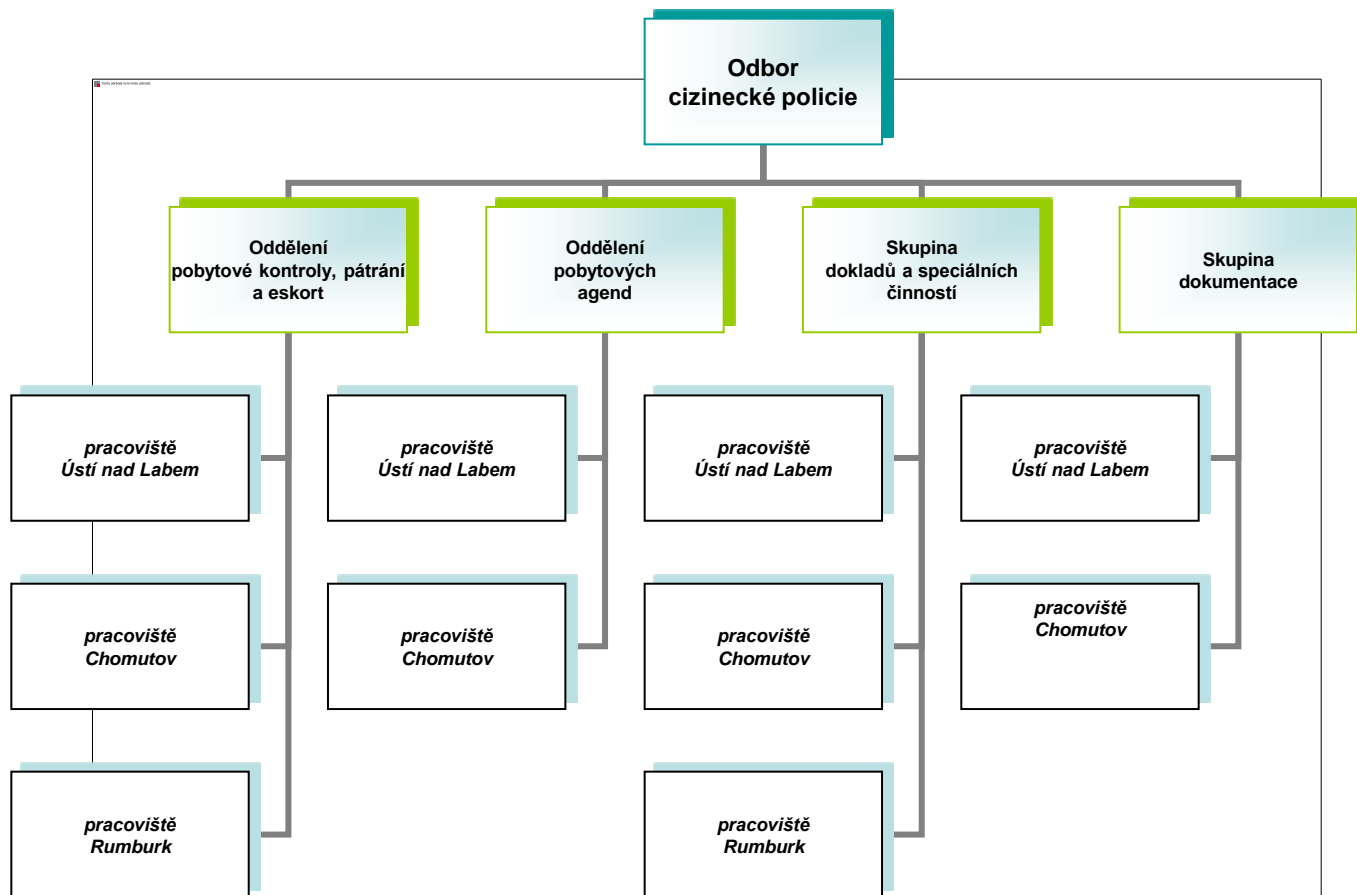 Odbor
cizinecké policie
Oddělení
pobytové kontroly, pátrání
a eskort
Oddělení
pobytových
agend
Skupina
dokladů a speciálních
činností
Skupina
dokumentace
pracoviště
Ústí nad Labem
pracoviště
Ústí nad Labem
pracoviště
Ústí nad Labem
pracoviště
Ústí nad Labem
pracoviště
Chomutov
pracoviště
Chomutov
pracoviště
Chomutov
pracoviště
Chomutov
pracoviště
Rumburk
pracoviště
Rumburk